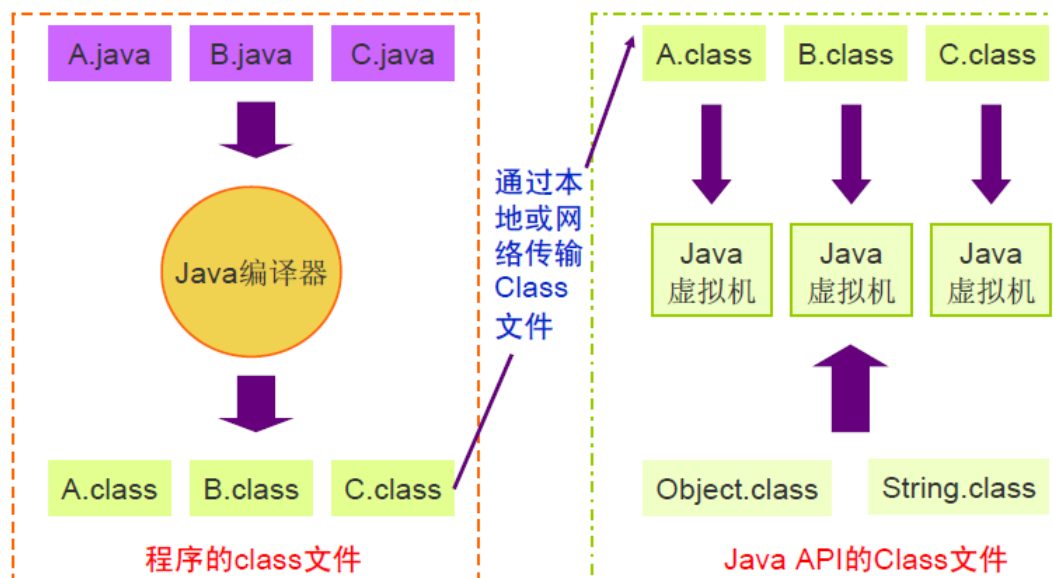 A.java
B.java
C.java
Java编译器
A.class
B.class
C.class
程序的class文件
通过本
地或网
络传输
Class
文件
A.class
B.class
C.class
Java
虚拟机
Java
虚拟机
Java
虚拟机
Object.class
String.class
Java API的Class文件